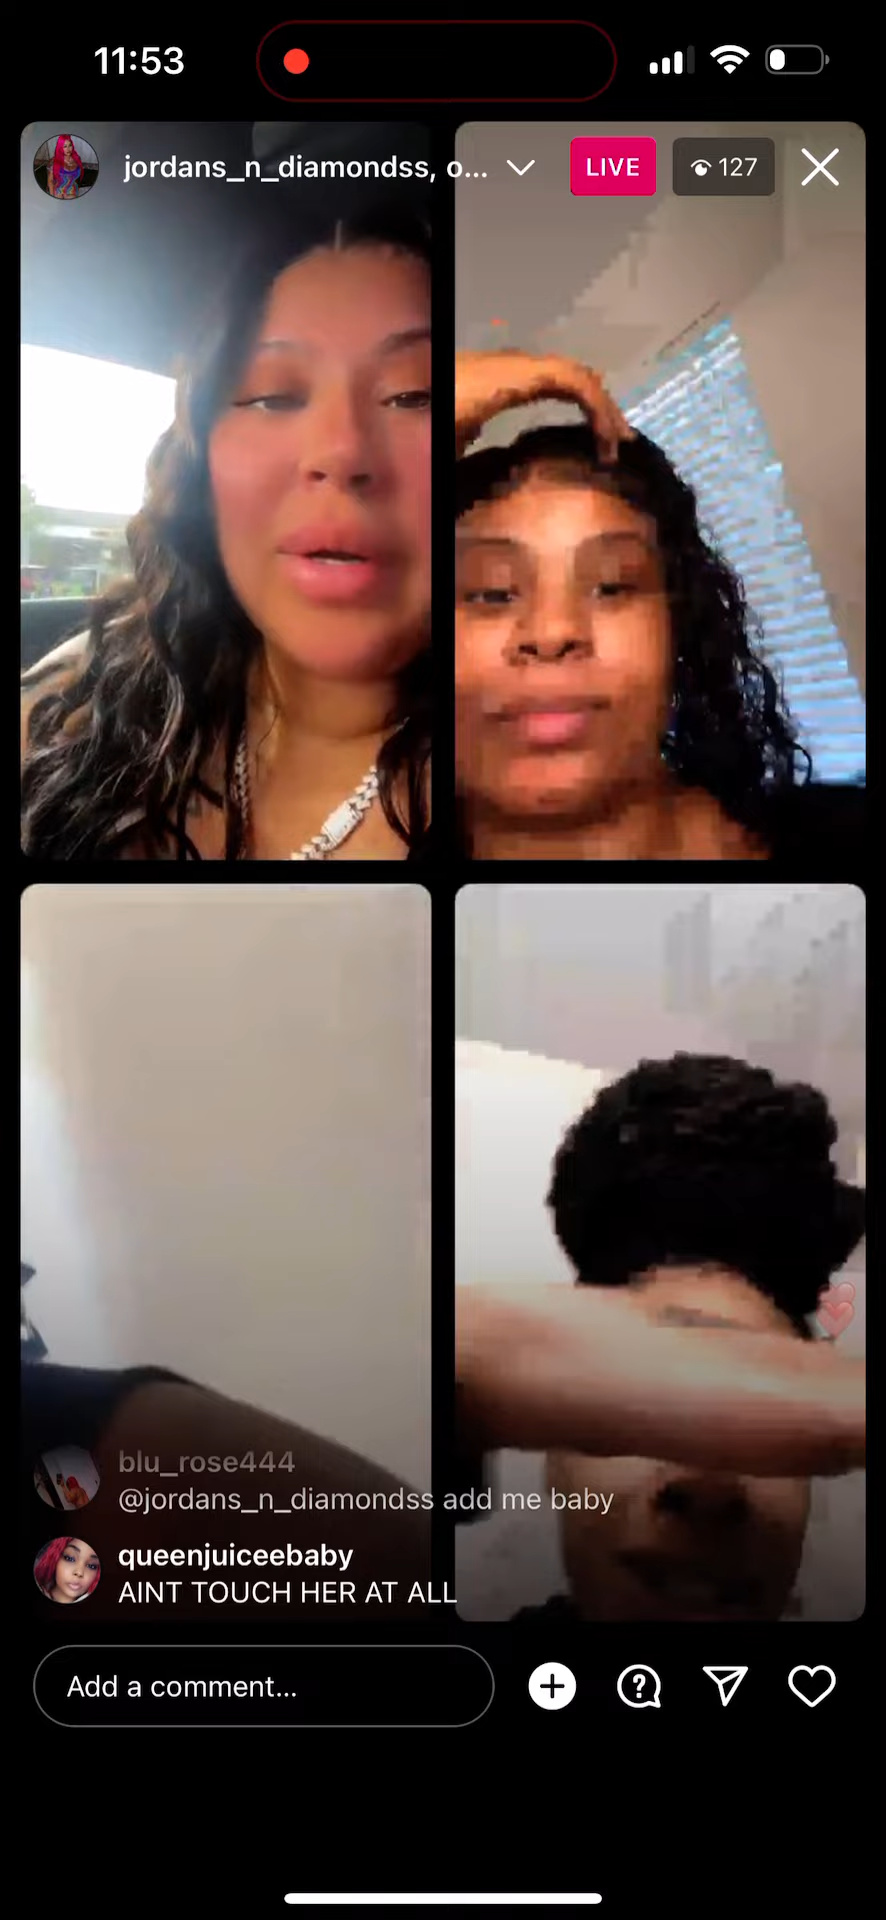 11:53
jordans_n_diamondss, o...
LIVE
127
blu_rose444
@jordans_n_diamondss add me baby
queenjuiceebaby
AINT TOUCH HER AT ALL
Add a comment...